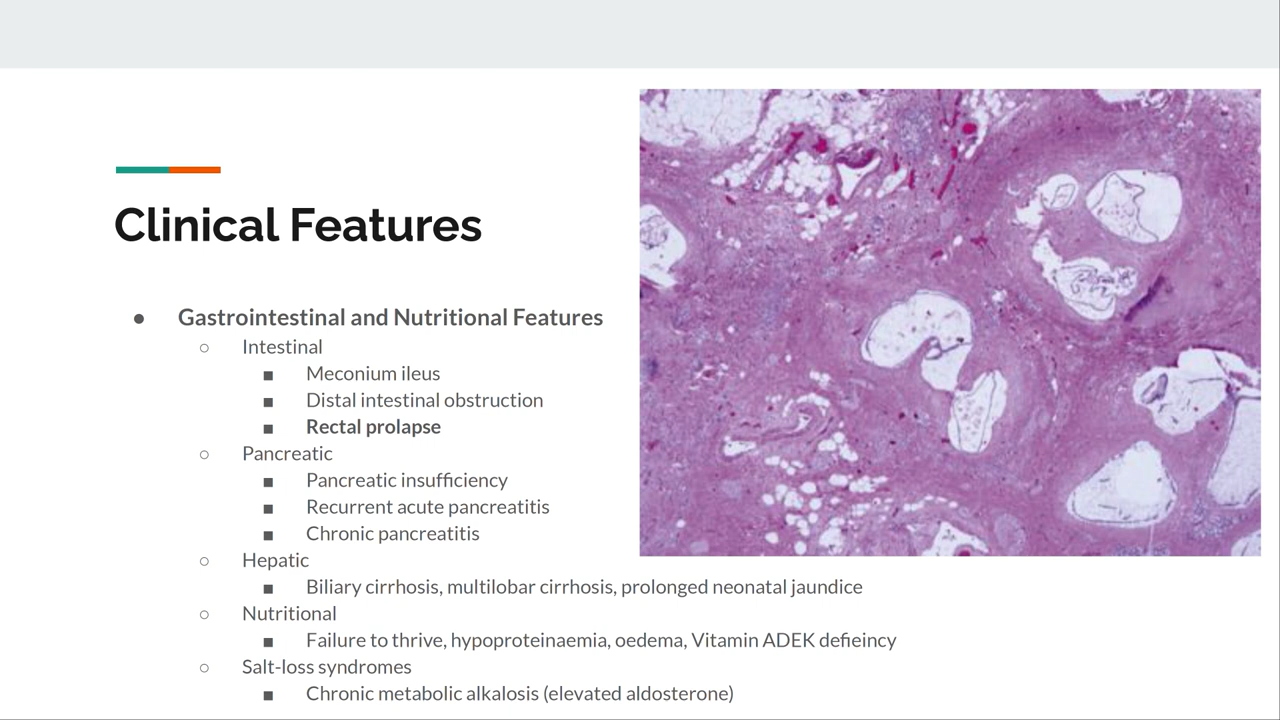 Clinical Features
● Gastrointestinal and Nutritional Features
○ Intestinal
■ Meconium ileus
■ Distal intestinal obstruction
■ Rectal prolapse
○ Pancreatic
■ Pancreatic insufficiency
■ Recurrent acute pancreatitis
■ Chronic pancreatitis
○ Hepatic
■ Biliary cirrhosis, multilobar cirrhosis, prolonged neonatal jaundice
○ Nutritional
■ Failure to thrive, hypoproteinaemia, oedema, Vitamin ADEK defieincy
○ Salt-loss syndromes
■ Chronic metabolic alkalosis (elevated aldosterone)